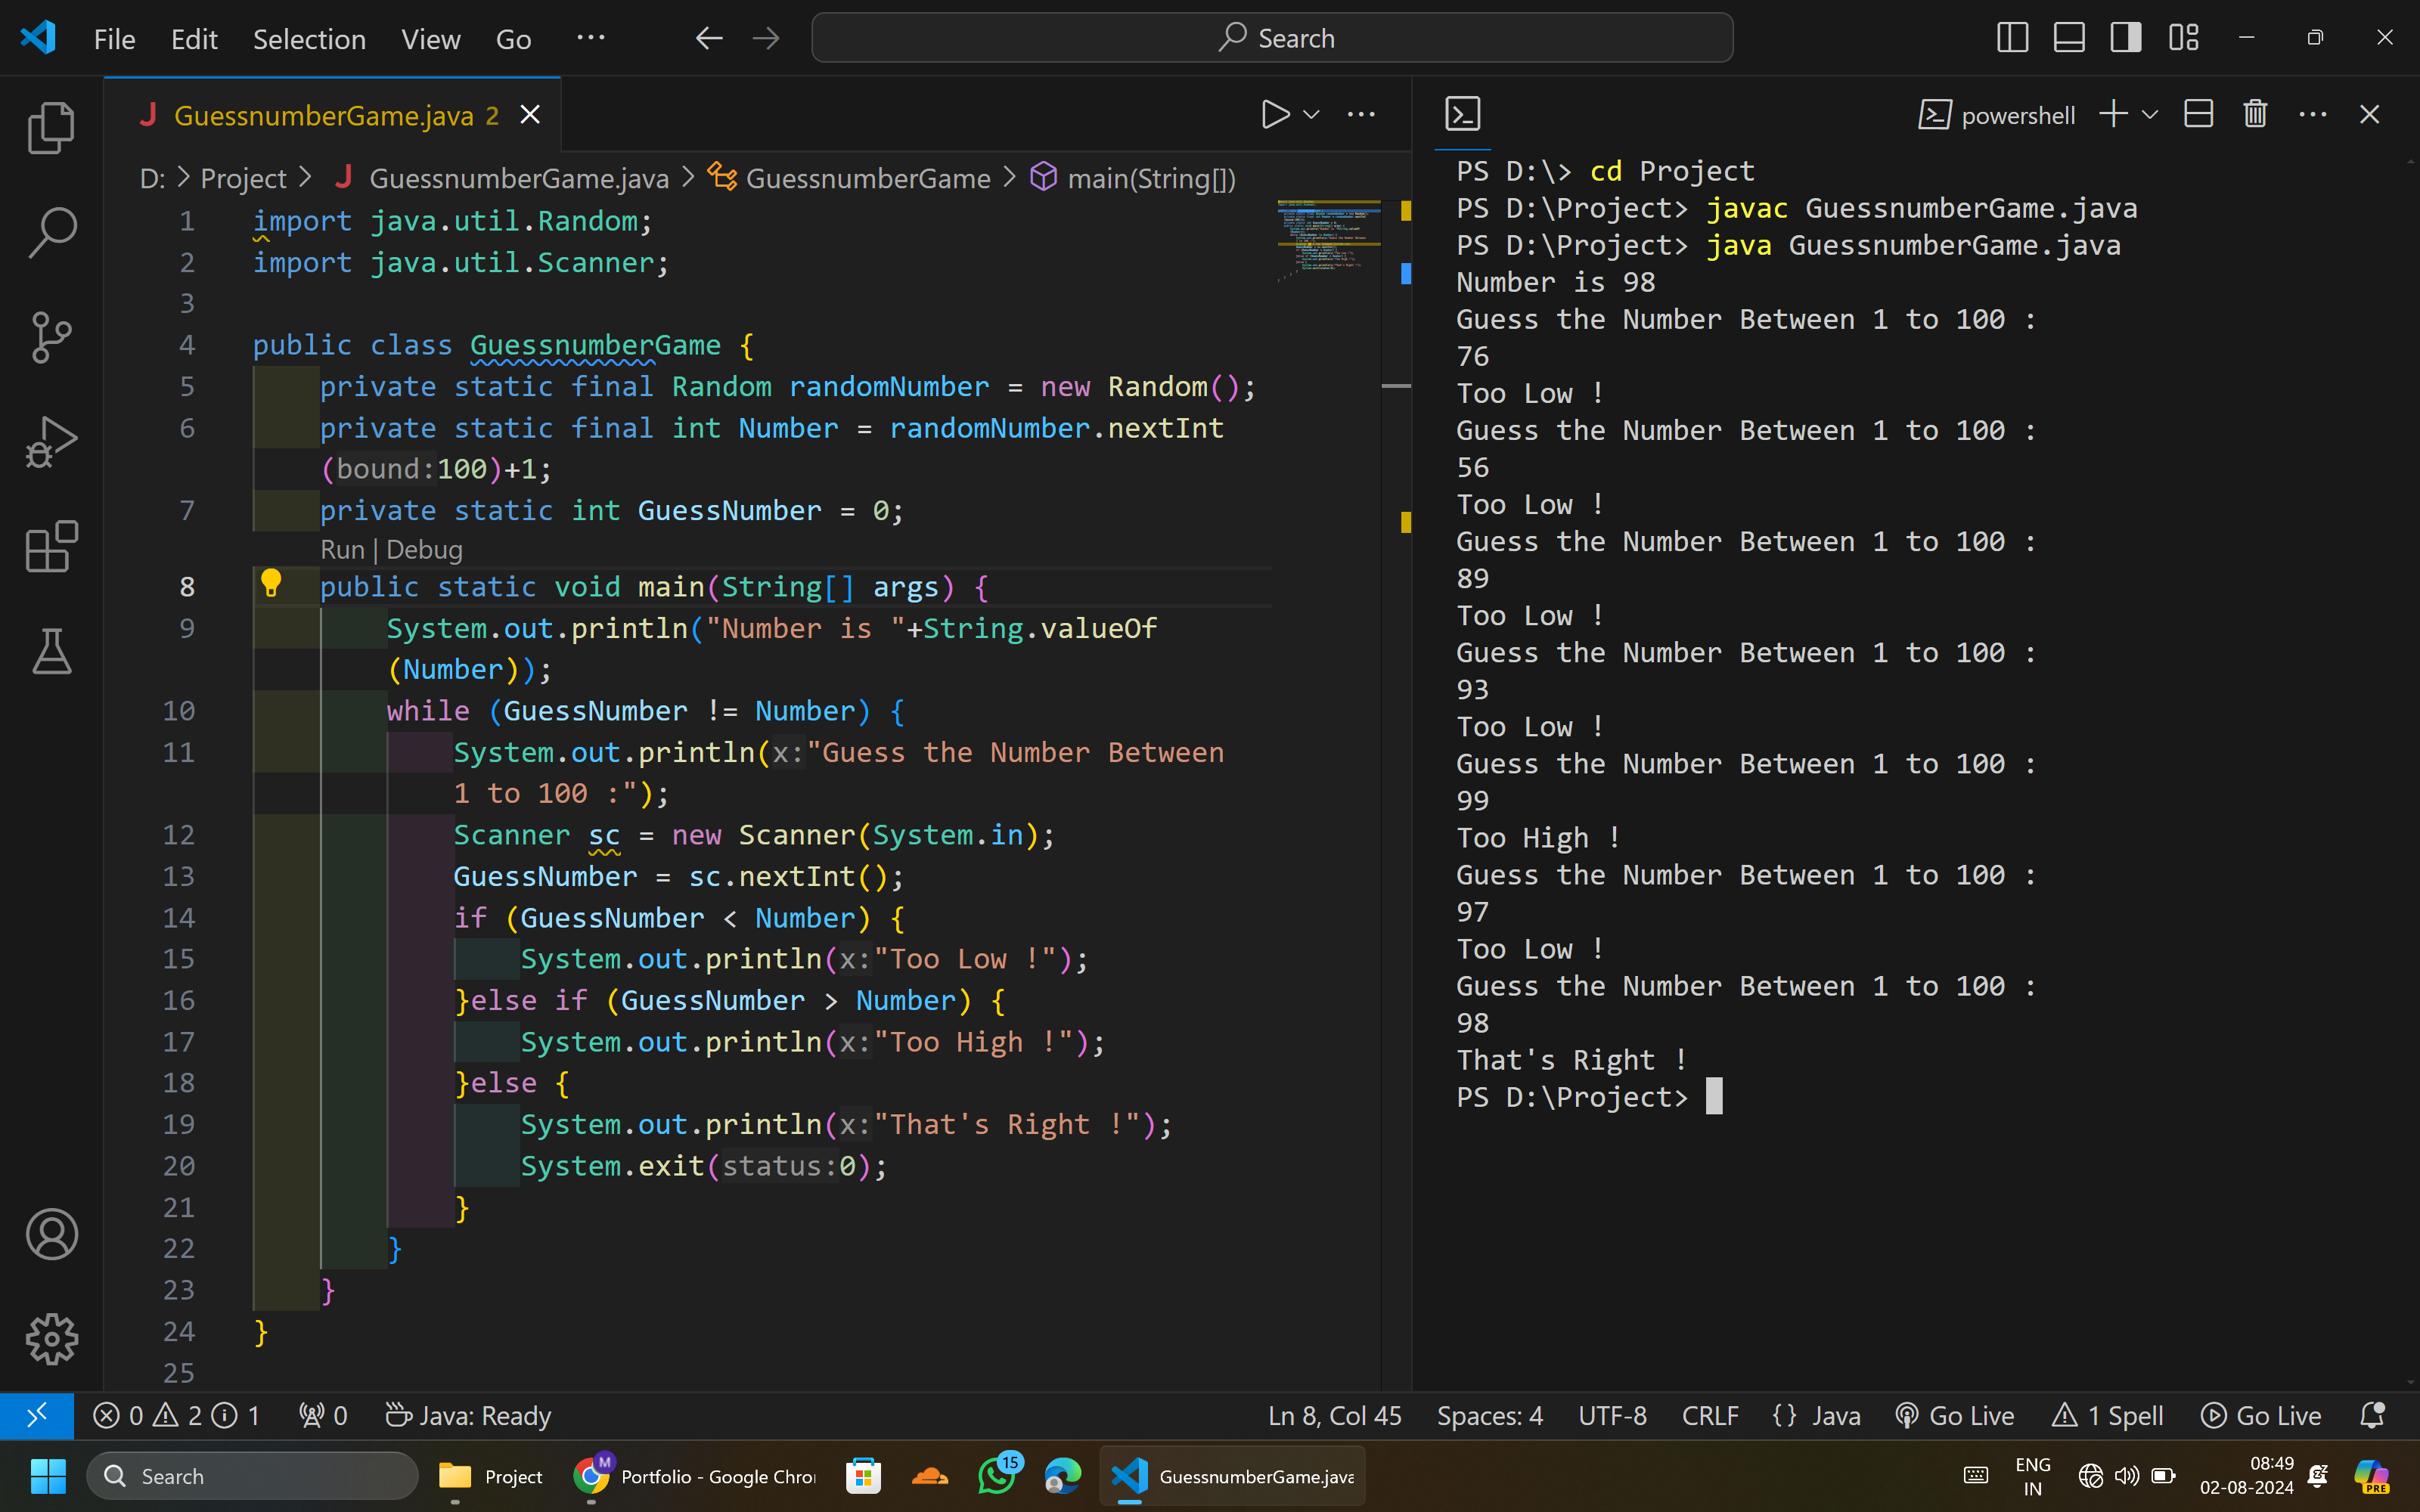 File Edit Selection View Go ··· Search
GuessnumberGame.java 2
D: > Project > GuessnumberGame.java > GuessnumberGame > main(String[])
1 import java.util.Random;
2 import java.util.Scanner;
3
4 public class GuessnumberGame {
5 private static final Random randomNumber = new Random();
6 private static final int Number = randomNumber.nextInt
(bound:100)+1;
7 private static int GuessNumber = 0;
Run | Debug
8 public static void main(String[] args) {
9 System.out.println("Number is "+String.valueOf
(Number));
10 while (GuessNumber != Number) {
11 System.out.println(x:"Guess the Number Between
1 to 100 :");
12 Scanner sc = new Scanner(System.in);
13 GuessNumber = sc.nextInt();
14 if (GuessNumber < Number) {
15 System.out.println(x:"Too Low !");
16 }else if (GuessNumber > Number) {
17 System.out.println(x:"Too High !");
18 }else {
19 System.out.println(x:"That's Right !");
20 System.exit(status:0);
21 }
22 }
23 }
24 }
25
powershell
PS D:\> cd Project
PS D:\Project> javac GuessnumberGame.java
PS D:\Project> java GuessnumberGame.java
Number is 98
Guess the Number Between 1 to 100 :
76
Too Low !
Guess the Number Between 1 to 100 :
56
Too Low !
Guess the Number Between 1 to 100 :
89
Too Low !
Guess the Number Between 1 to 100 :
93
Too Low !
Guess the Number Between 1 to 100 :
99
Too High !
Guess the Number Between 1 to 100 :
97
Too Low !
Guess the Number Between 1 to 100 :
98
That's Right !
PS D:\Project>
0 2 1 0 Java: Ready Ln 8, Col 45 Spaces: 4 UTF-8 CRLF {} Java Go Live 1 Spell Go Live
Search Project M Portfolio - Google Chro 15 GuessnumberGame.java ENG 08:49
IN 02-08-2024 PRE